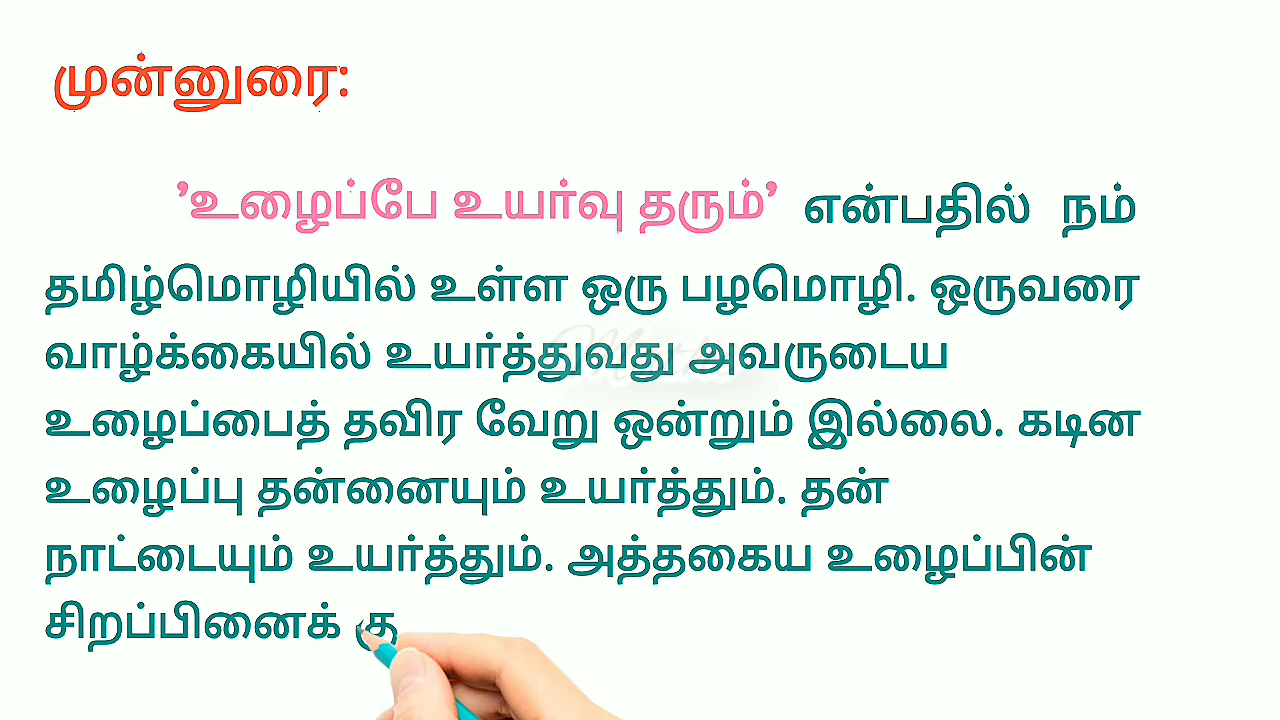 முன்னுரை:
'உழைப்பே உயர்வு தரும்' என்பதில் நம்
தமிழ்மொழியில் உள்ள ஒரு பழமொழி. ஒருவரை
வாழ்க்கையில் உயர்த்துவது அவருடைய
உழைப்பைத் தவிர வேறு ஒன்றும் இல்லை. கடின
உழைப்பு தன்னையும் உயர்த்தும். தன்
நாட்டையும் உயர்த்தும். அத்தகைய உழைப்பின்
சிறப்பினைக் கு